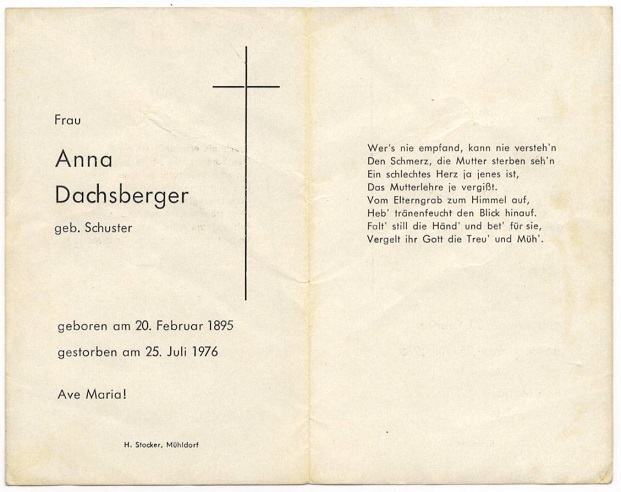 Frau
Anna
Dachsberger
geb. Schuster
geboren am 20. Februar 1895
gestorben am 25. Juli 1976
Ave Maria!
H. Stocker, Mühldorf
Wer's nie empfand, kann nie versteh'n
Den Schmerz, die Mutter sterben seh'n
Ein schlechtes Herz ja jenes ist,
Das Mutterlehre je vergißt.
Vom Elterngrab zum Himmel auf,
Heb' tränenfeucht den Blick hinauf.
Falt' still die Händ' und bet' für sie,
Vergelt ihr Gott die Treu' und Müh'.